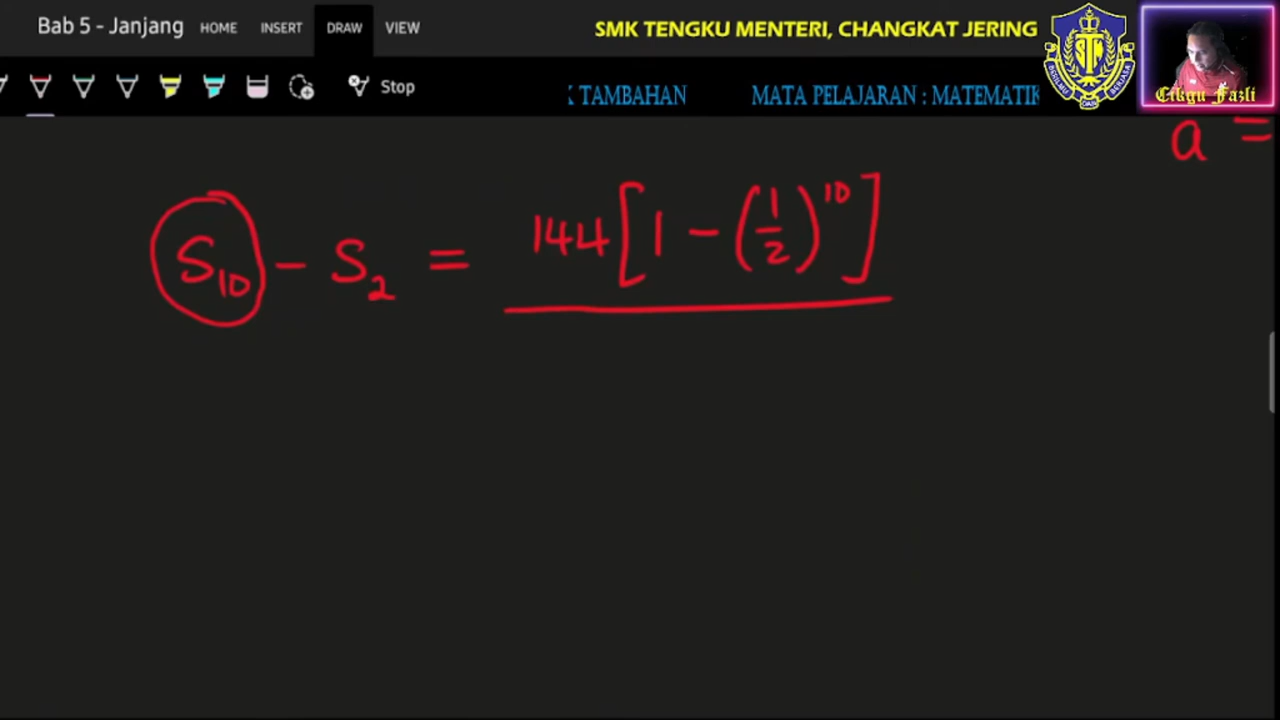 Bab 5 - Janjang HOME INSERT DRAW VIEW
SMK TENGKU MENTERI, CHANGKAT JERING
Stop
TAMBAHAN MATA PELAJARAN : MATEMATIK
Cikgu Fazli
a =
S₁₀ - S₂ = 144[1 - (1/2)¹⁰]